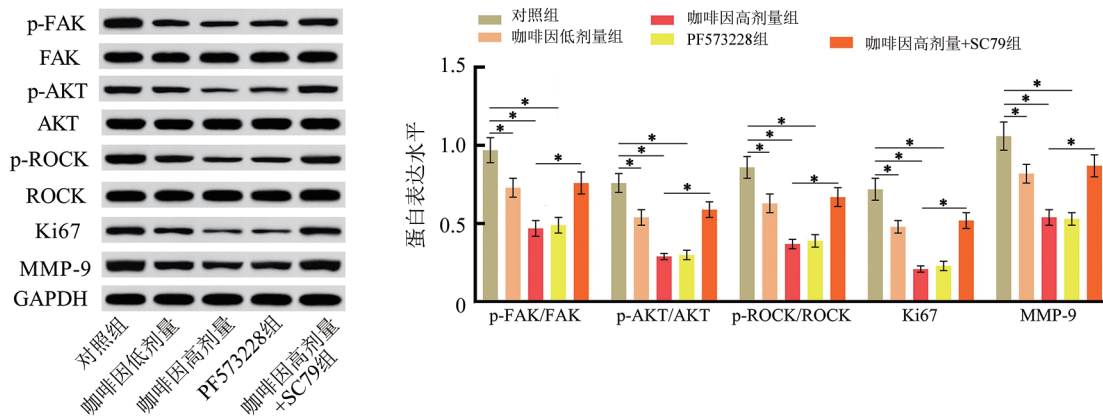 p-FAK
FAK
p-AKT
AKT
p-ROCK
ROCK
Ki67
MMP-9
GAPDH
对照组
咖啡因低剂量
咖啡因高剂量
PF573228组
咖啡因高剂量
+SC79组
对照组
咖啡因低剂量组
咖啡因高剂量组
PF573228组
咖啡因高剂量+SC79组
蛋白表达水平
1.5
1.0
0.5
0
* * * *
* * * *
* * * *
* * * *
* * * *
p-FAK/FAK
p-AKT/AKT
p-ROCK/ROCK
Ki67
MMP-9